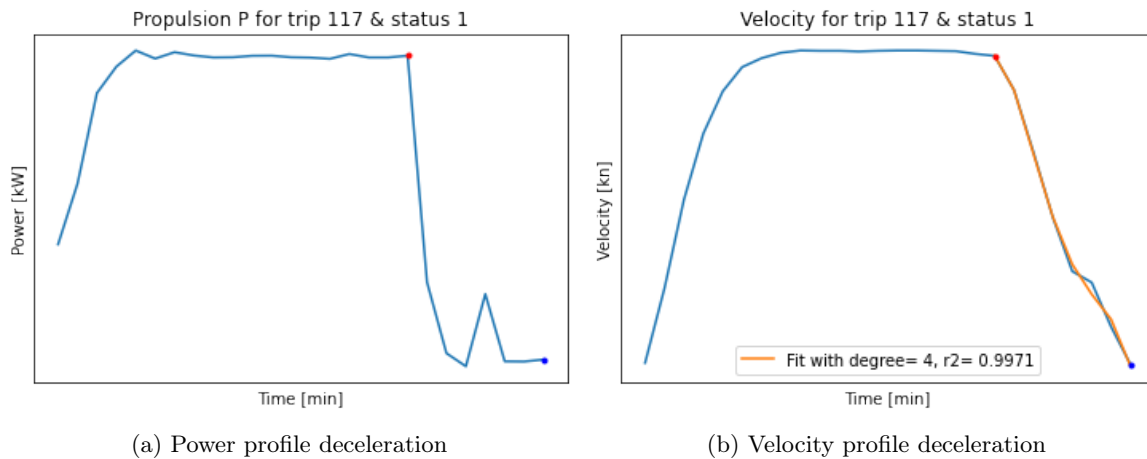 Propulsion P for trip 117 & status 1
Power [kW]
Time [min]
(a) Power profile deceleration
Velocity for trip 117 & status 1
Velocity [kn]
Fit with degree= 4, r2= 0.9971
Time [min]
(b) Velocity profile deceleration